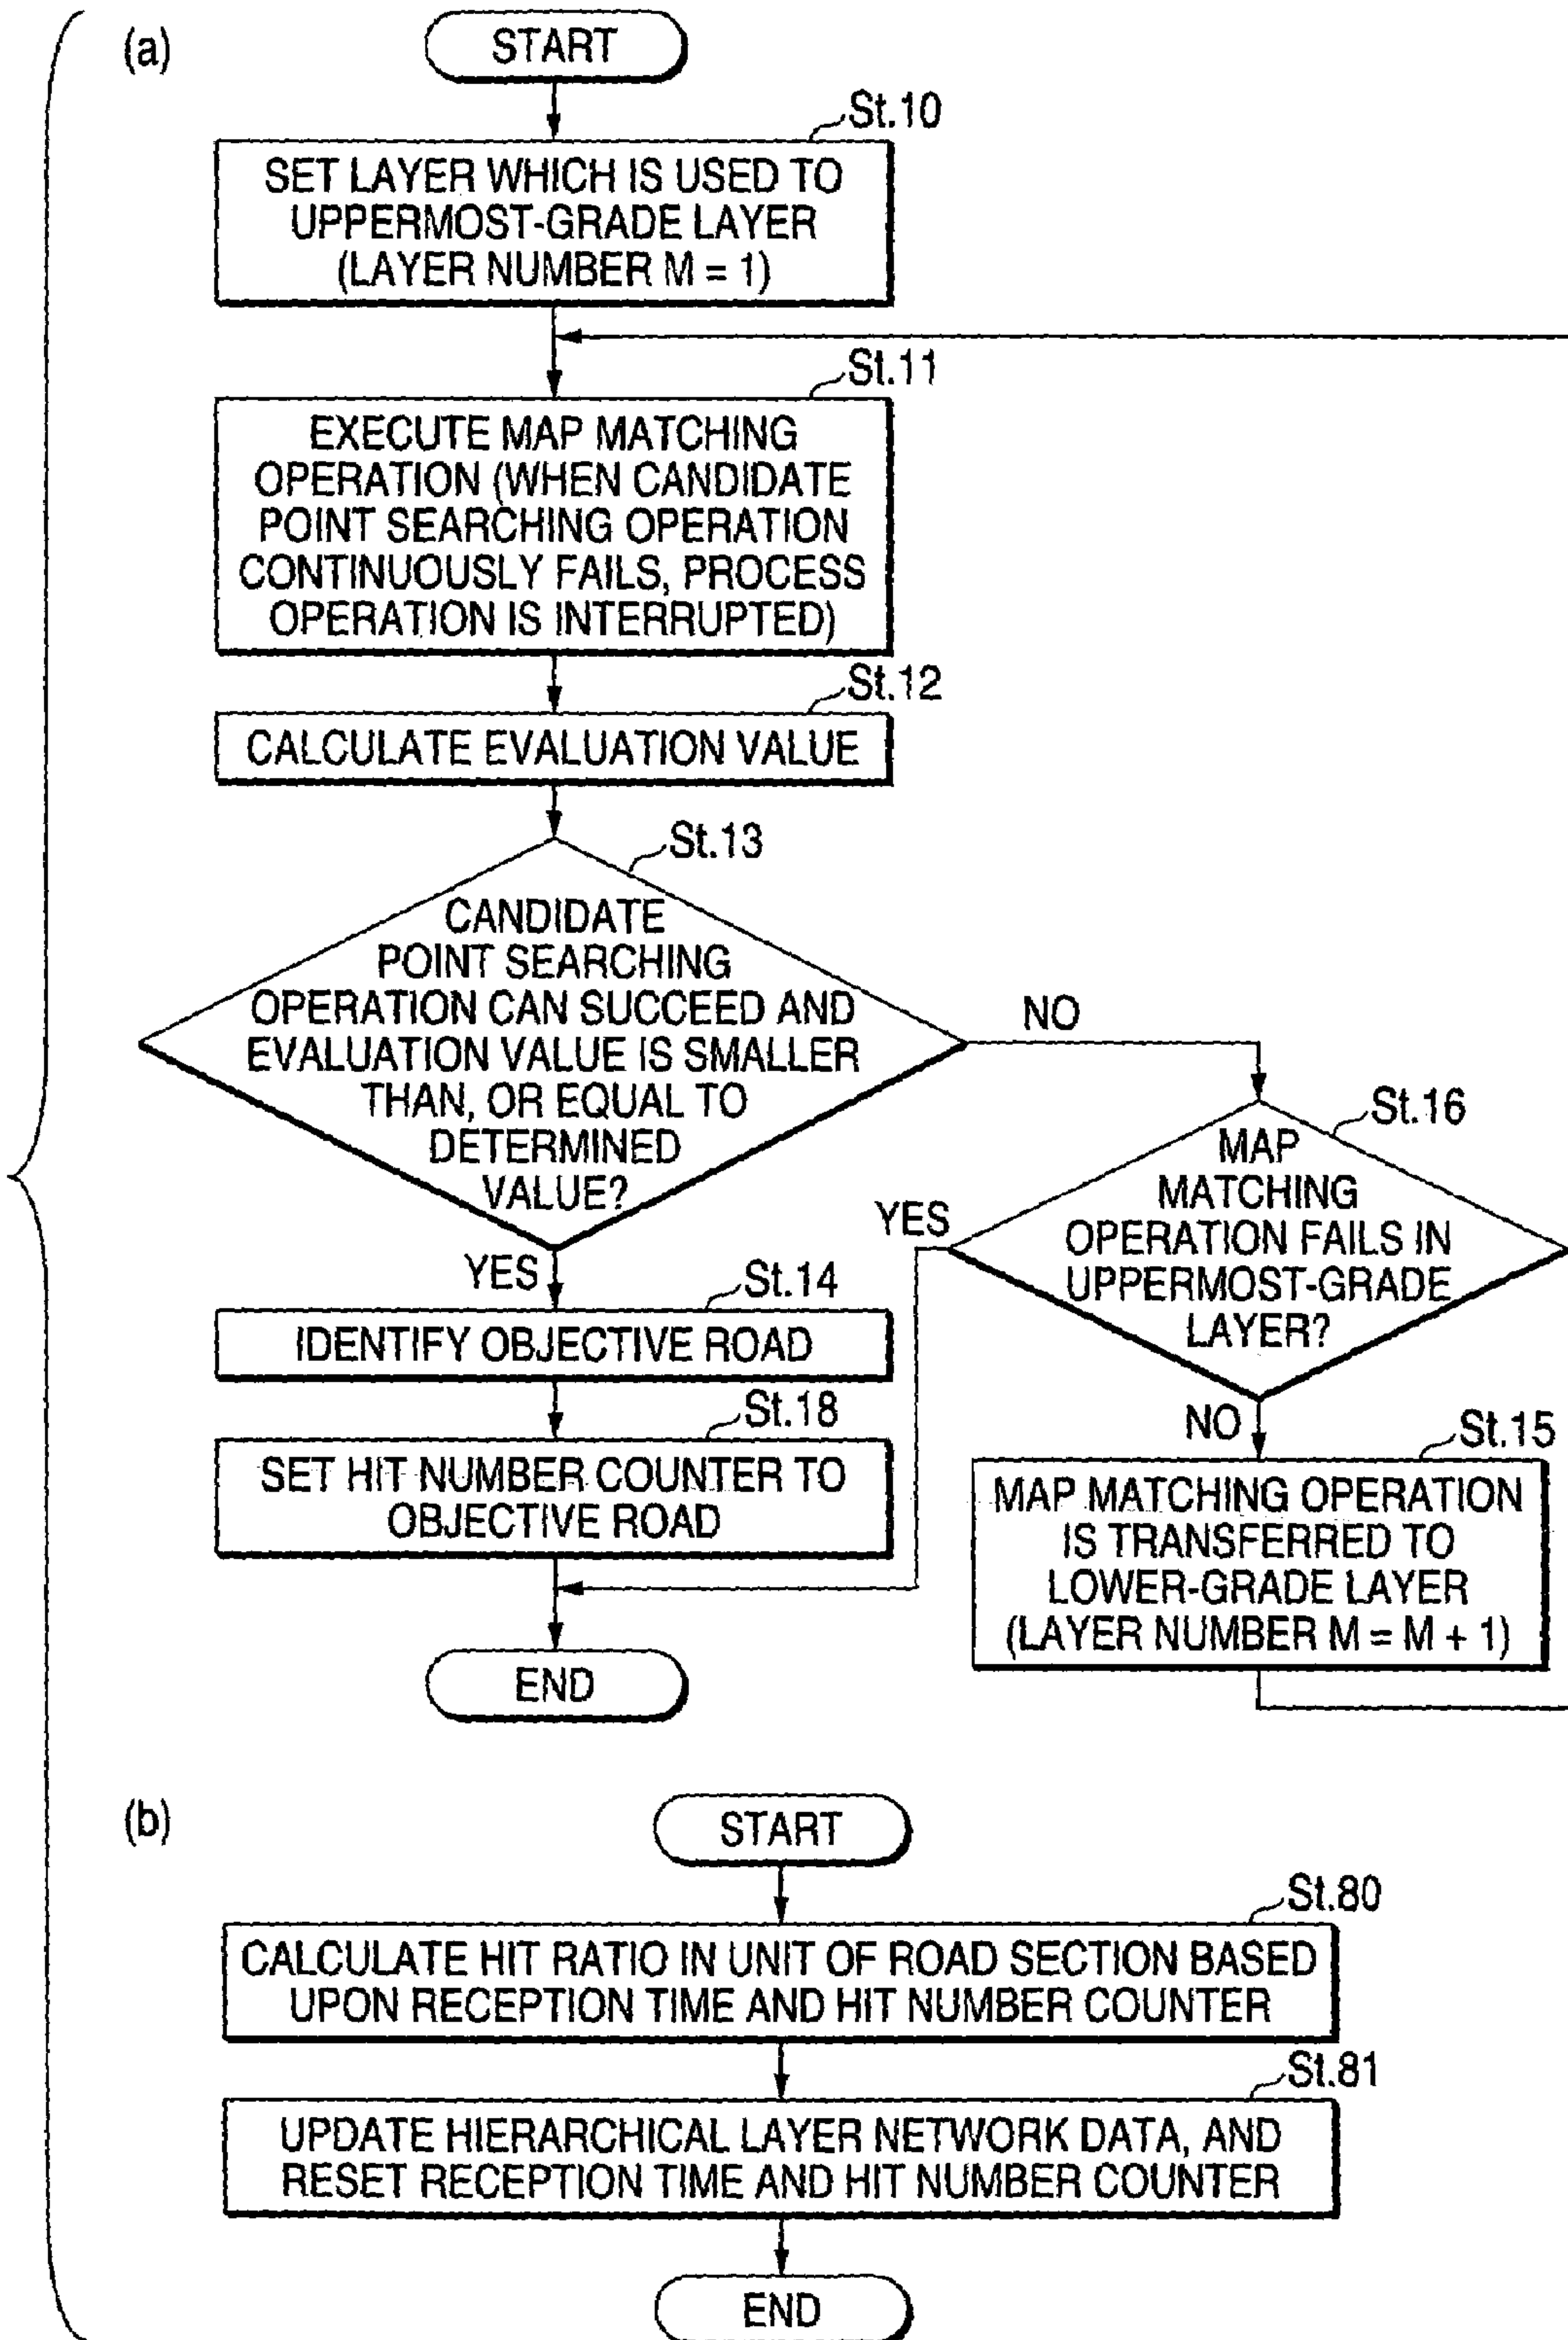 (a)
START
St.10
SET LAYER WHICH IS USED TO
UPPERMOST-GRADE LAYER
(LAYER NUMBER M = 1)
St.11
EXECUTE MAP MATCHING
OPERATION (WHEN CANDIDATE
POINT SEARCHING OPERATION
CONTINUOUSLY FAILS, PROCESS
OPERATION IS INTERRUPTED)
St.12
CALCULATE EVALUATION VALUE
St.13
CANDIDATE
POINT SEARCHING
OPERATION CAN SUCCEED AND
EVALUATION VALUE IS SMALLER
THAN, OR EQUAL TO
DETERMINED
VALUE?
NO
YES
St.14
IDENTIFY OBJECTIVE ROAD
St.18
SET HIT NUMBER COUNTER TO
OBJECTIVE ROAD
END
St.16
MAP
MATCHING
OPERATION FAILS IN
UPPERMOST-GRADE
LAYER?
YES
NO
St.15
MAP MATCHING OPERATION
IS TRANSFERRED TO
LOWER-GRADE LAYER
(LAYER NUMBER M = M + 1)
(b)
START
St.80
CALCULATE HIT RATIO IN UNIT OF ROAD SECTION BASED
UPON RECEPTION TIME AND HIT NUMBER COUNTER
St.81
UPDATE HIERARCHICAL LAYER NETWORK DATA, AND
RESET RECEPTION TIME AND HIT NUMBER COUNTER
END